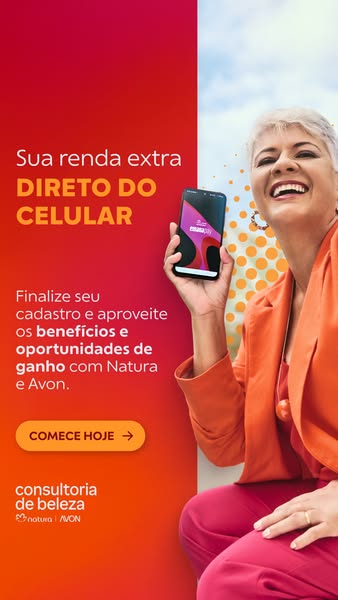 Sua renda extra
DIRETO DO
CELULAR
Finalize seu
cadastro e aproveite
os benefícios e
oportunidades de
ganho com Natura
e Avon.
COMECE HOJE →
consultoria
de beleza
natura | AVON